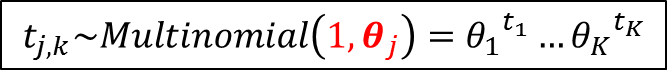 t_{j,k}~Multinomial(1,θ_j) = θ_1^{t_1} … θ_K^{t_K}